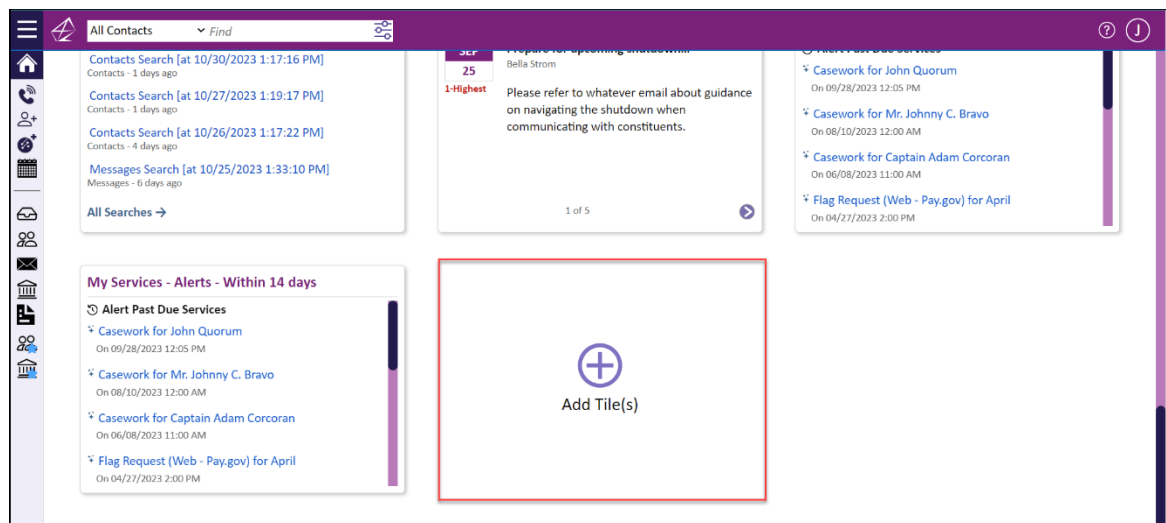 All Contacts
Find
?
J
Contacts Search [at 10/30/2023 1:17:16 PM]
Contacts - 1 days ago
Contacts Search [at 10/27/2023 1:19:17 PM]
Contacts - 1 days ago
Contacts Search [at 10/26/2023 1:17:22 PM]
Contacts - 4 days ago
Messages Search [at 10/25/2023 1:33:10 PM]
Messages - 6 days ago
All Searches →
SEP
25
1-Highest
Prepare for upcoming shutdown...
Bella Strom
Please refer to whatever email about guidance
on navigating the shutdown when
communicating with constituents.
1 of 5
Alert Past Due Services
Casework for John Quorum
On 09/28/2023 12:05 PM
Casework for Mr. Johnny C. Bravo
On 08/10/2023 12:00 AM
Casework for Captain Adam Corcoran
On 06/08/2023 11:00 AM
Flag Request (Web - Pay.gov) for April
On 04/27/2023 2:00 PM
My Services - Alerts - Within 14 days
Alert Past Due Services
Casework for John Quorum
On 09/28/2023 12:05 PM
Casework for Mr. Johnny C. Bravo
On 08/10/2023 12:00 AM
Casework for Captain Adam Corcoran
On 06/08/2023 11:00 AM
Flag Request (Web - Pay.gov) for April
On 04/27/2023 2:00 PM
Add Tile(s)